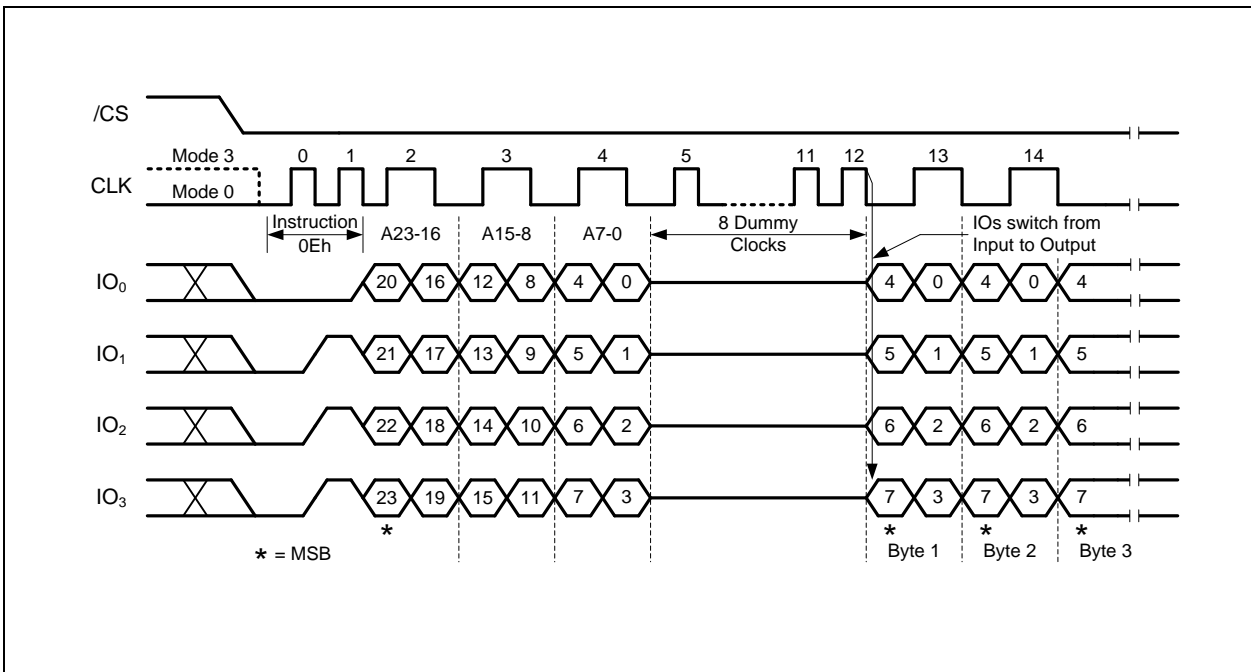 /CS
Mode 3 0 1 2 3 4 5 11 12 13 14
CLK Mode 0
Instruction 8 Dummy IOs switch from
0Eh A23-16 A15-8 A7-0 Clocks Input to Output
IO0 20 16 12 8 4 0 4 0 4 0 4
IO1 21 17 13 9 5 1 5 1 5 1 5
IO2 22 18 14 10 6 2 6 2 6 2 6
IO3 23 19 15 11 7 3 7 3 7 3 7
* * * *
* = MSB Byte 1 Byte 2 Byte 3